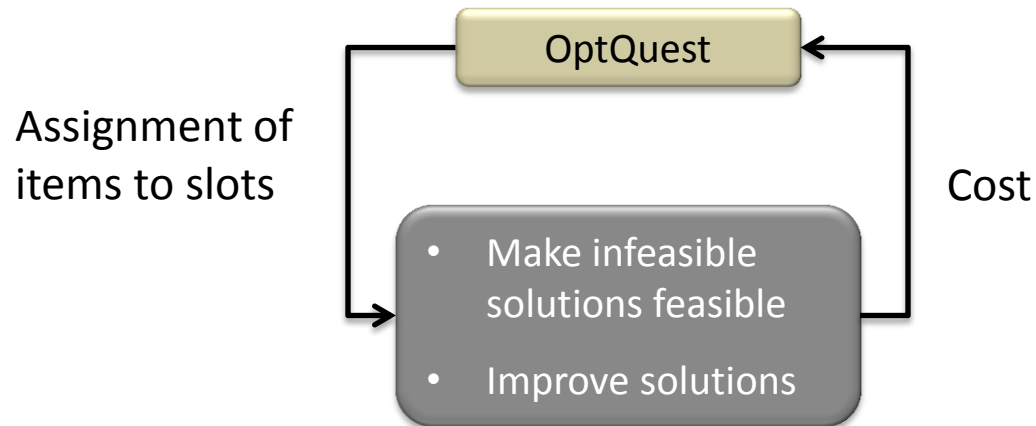 OptQuest
Assignment of
items to slots
Cost
• Make infeasible
solutions feasible
• Improve solutions